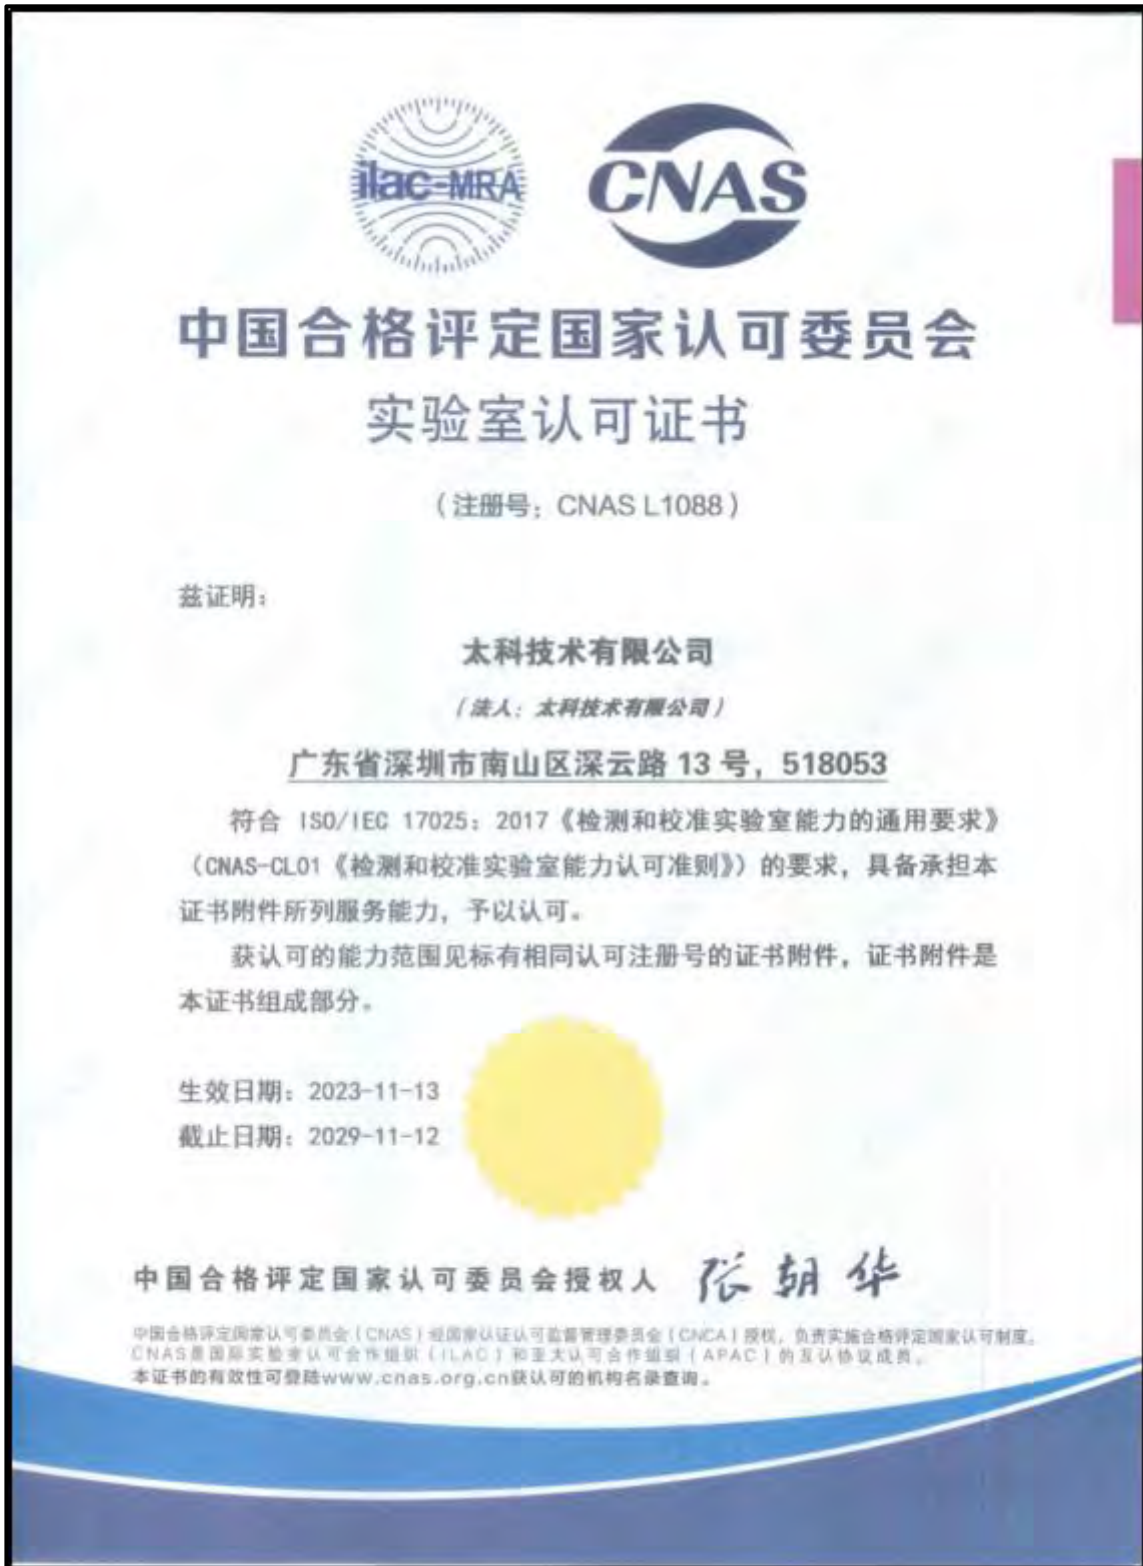 ilac-MRA
CNAS
中国合格评定国家认可委员会
实验室认可证书
（注册号：CNAS L1088）
兹证明：
太科技术有限公司
（法人：太科技术有限公司）
广东省深圳市南山区深云路 13 号，518053
符合 ISO/IEC 17025：2017《检测和校准实验室能力的通用要求》
（CNAS-CL01《检测和校准实验室能力认可准则》）的要求，具备承担本
证书附件所列服务能力，予以认可。
获认可的能力范围见标有相同认可注册号的证书附件，证书附件是
本证书组成部分。
生效日期：2023-11-13
截止日期：2029-11-12
中国合格评定国家认可委员会授权人 张朝华
中国合格评定国家认可委员会（CNAS）经国家认证认可监督管理委员会（CNCA）授权，负责实施合格评定国家认可制度。
CNAS是国际实验室认可合作组织（ILAC）和亚太认可合作组织（APAC）的互认协议成员。
本证书的有效性可登陆www.cnas.org.cn获认可的机构名录查询。